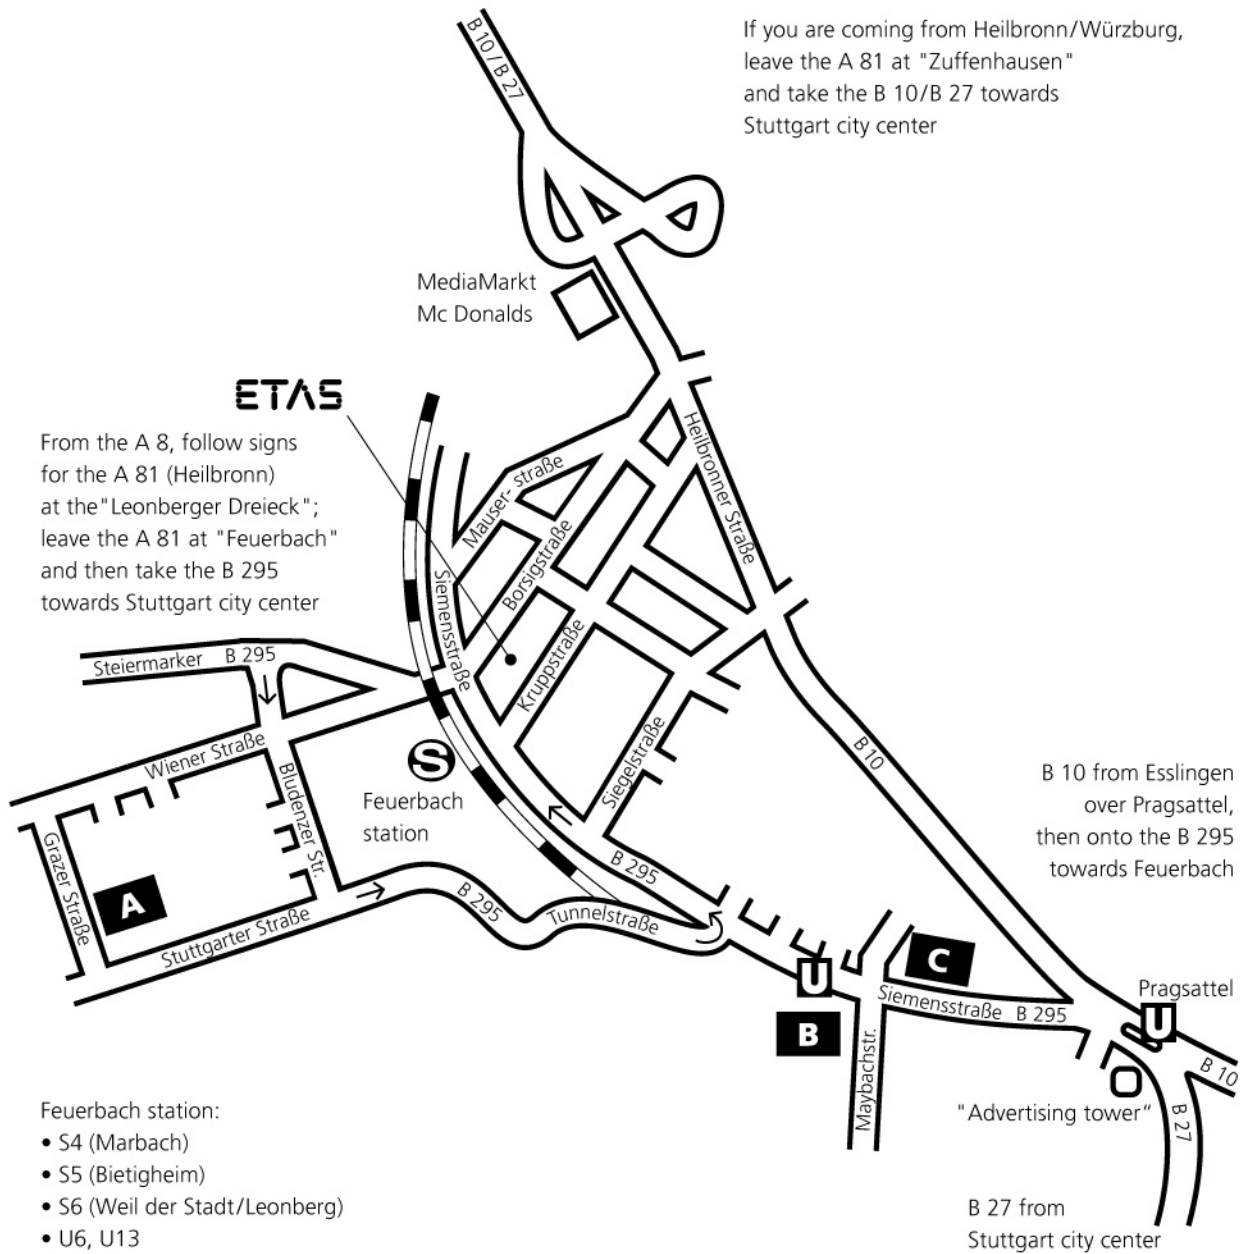 B 10 / B 27
If you are coming from Heilbronn/Würzburg,
leave the A 81 at "Zuffenhausen"
and take the B 10/B 27 towards
Stuttgart city center
MediaMarkt
Mc Donalds
ETAS
From the A 8, follow signs
for the A 81 (Heilbronn)
at the"Leonberger Dreieck";
leave the A 81 at "Feuerbach"
and then take the B 295
towards Stuttgart city center
Mauser- straße
Heilbronner Straße
Borsigstraße
Siemensstraße
Kruppstraße
Steiermarker B 295
Wiener Straße
Bludenzer Str.
S
Feuerbach
station
Siegelstraße
B 10
B 10 from Esslingen
over Pragsattel,
then onto the B 295
towards Feuerbach
Grazer Straße
A
Stuttgarter Straße
B 295
Tunnelstraße
B 295
U
B
C
Siemensstraße B 295
Maybachstr.
Pragsattel
U
B 10
"Advertising tower“
B 27
Feuerbach station:
• S4 (Marbach)
• S5 (Bietigheim)
• S6 (Weil der Stadt/Leonberg)
• U6, U13
B 27 from
Stuttgart city center